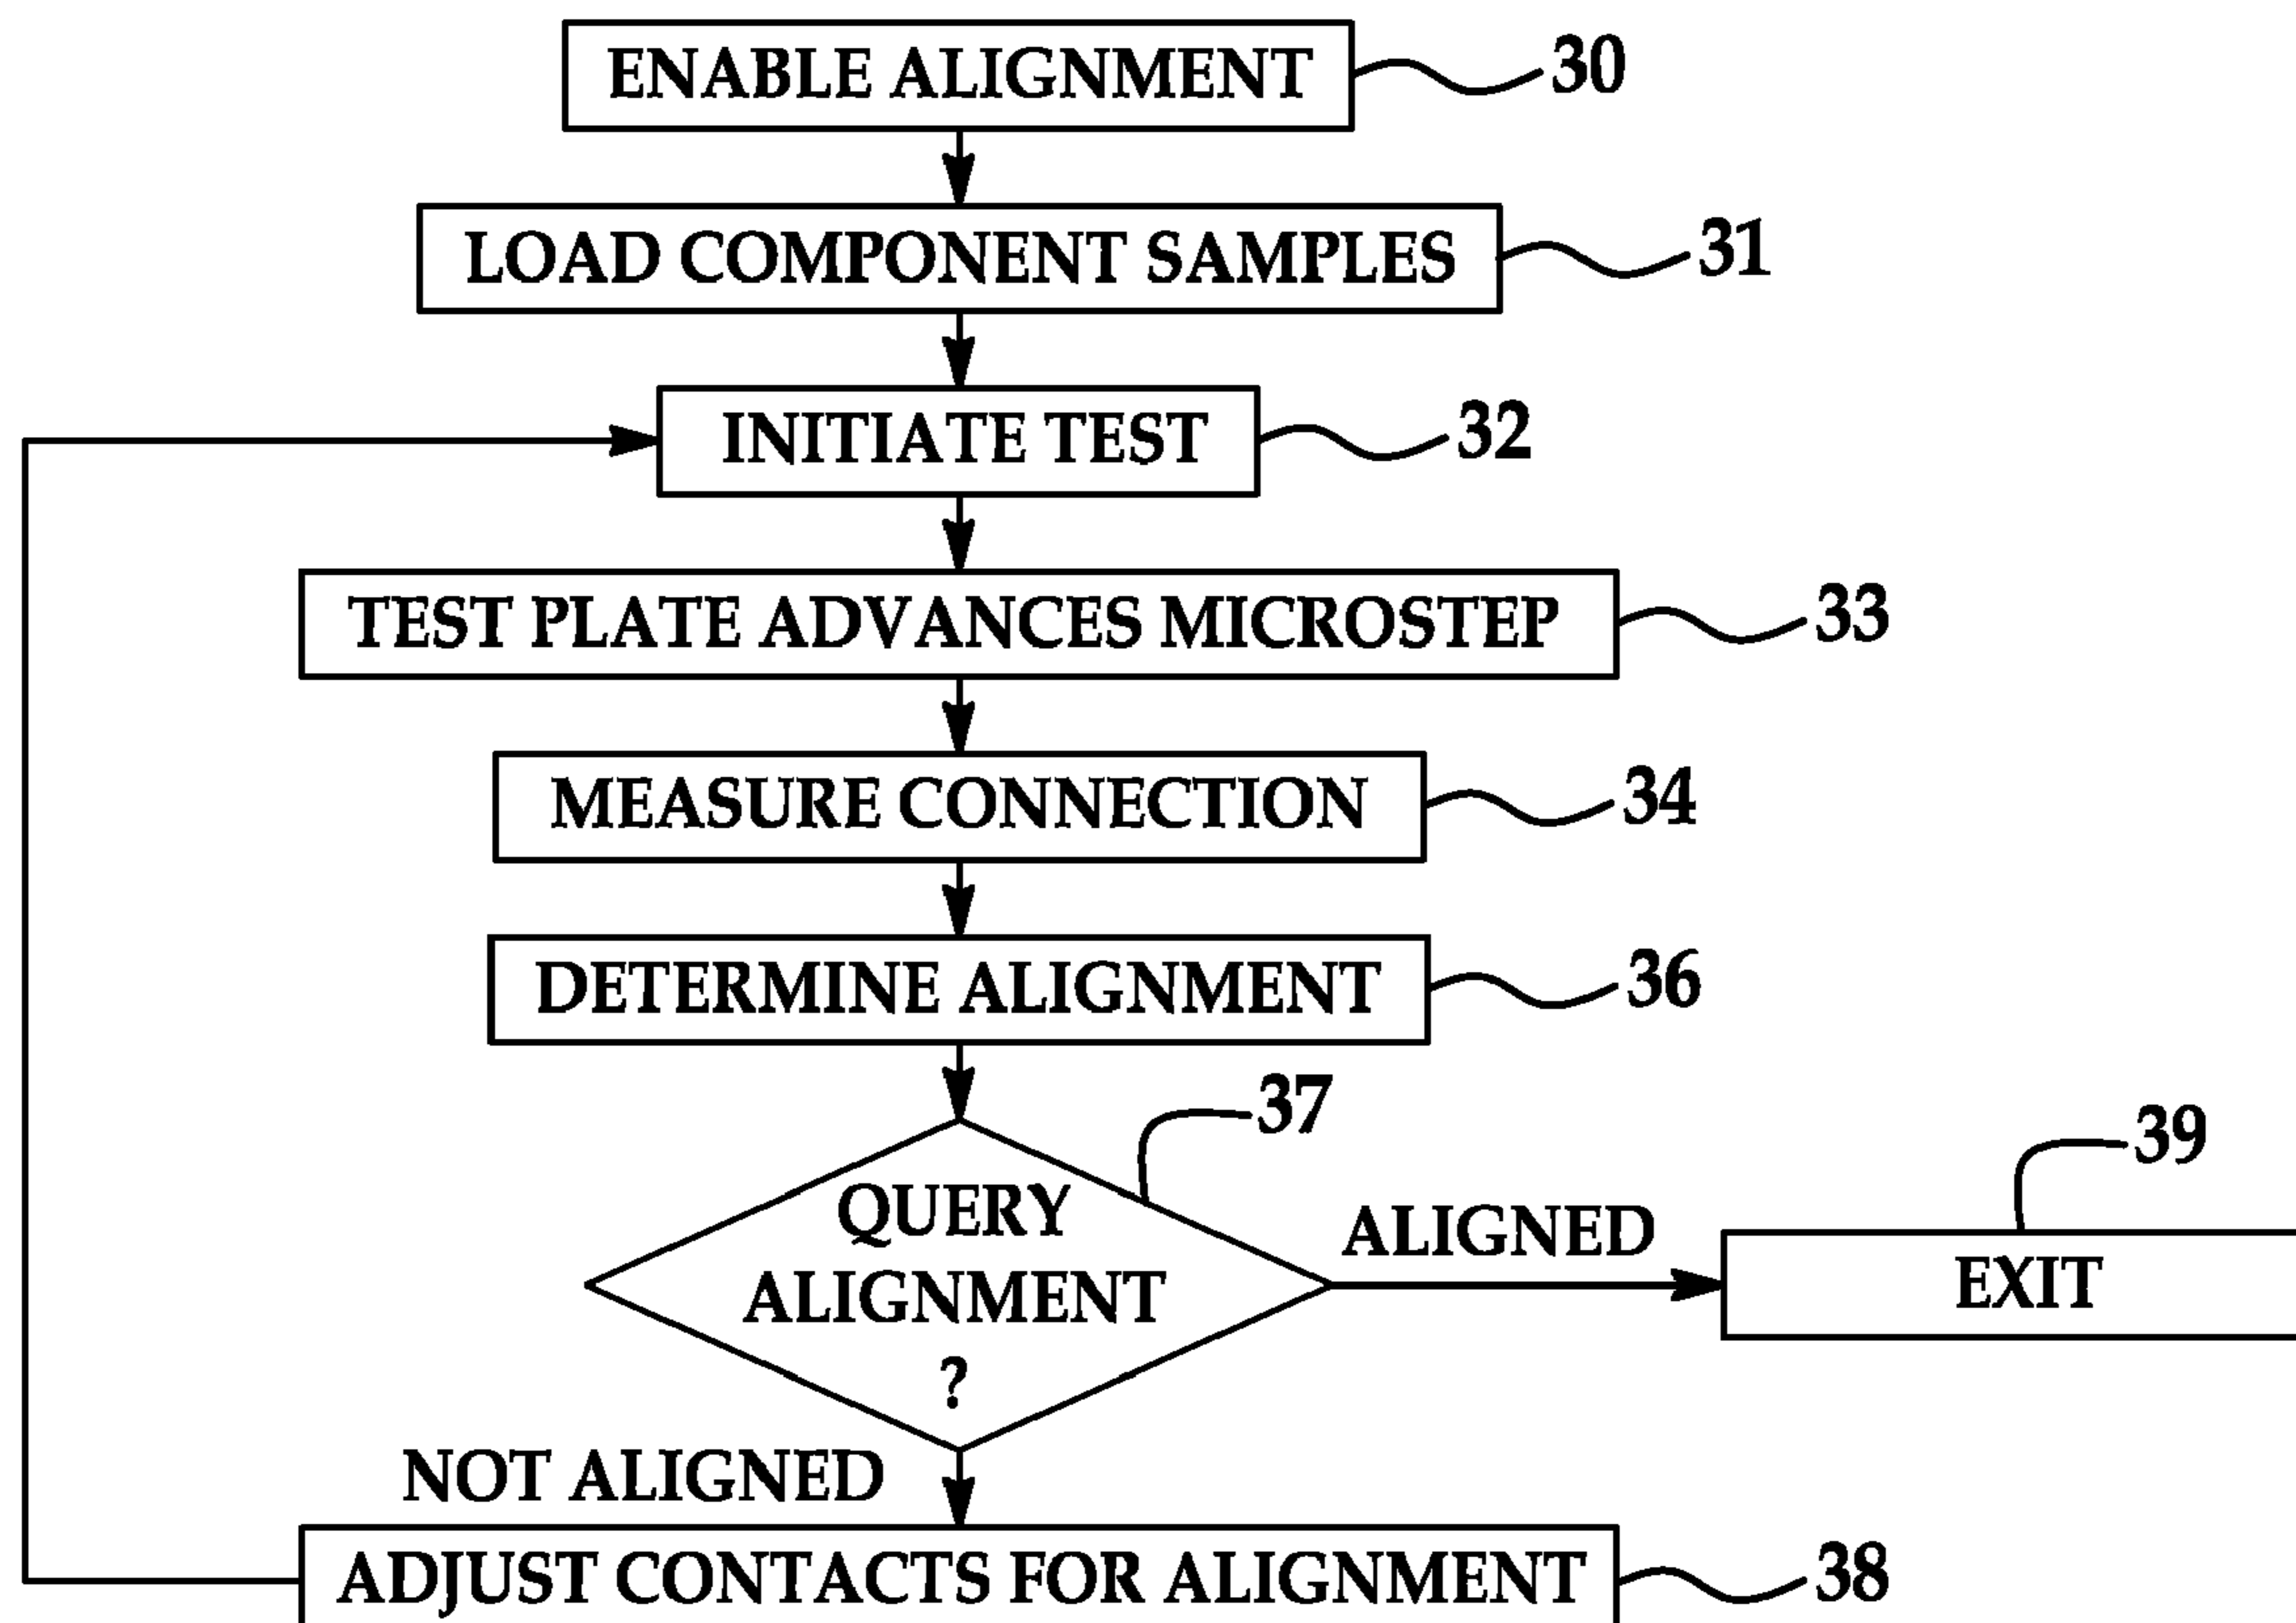 ENABLE ALIGNMENT 30
LOAD COMPONENT SAMPLES 31
INITIATE TEST 32
TEST PLATE ADVANCES MICROSTEP 33
MEASURE CONNECTION 34
DETERMINE ALIGNMENT 36
37
QUERY
ALIGNMENT
?
ALIGNED
39
EXIT
NOT ALIGNED
ADJUST CONTACTS FOR ALIGNMENT 38